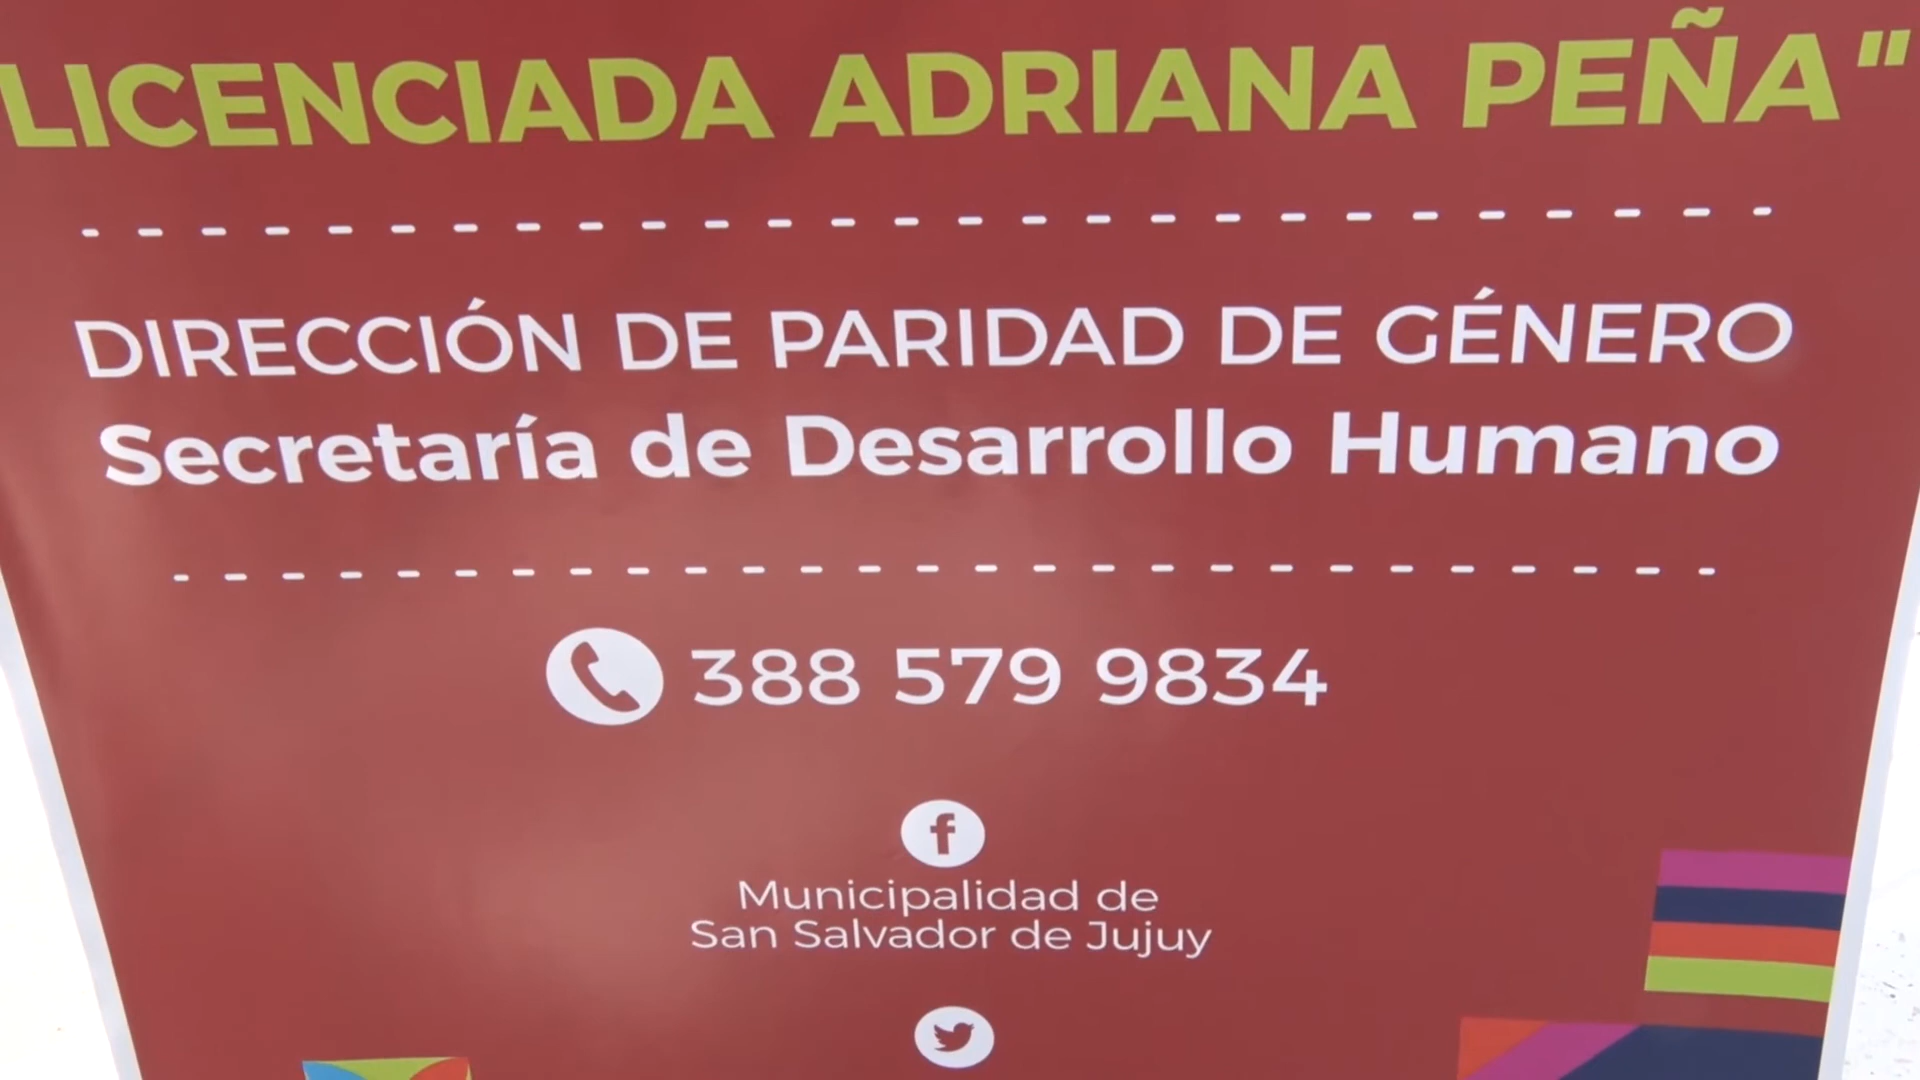 LICENCIADA ADRIANA PEÑA"
DIRECCIÓN DE PARIDAD DE GÉNERO
Secretaría de Desarrollo Humano
388 579 9834
Municipalidad de
San Salvador de Jujuy